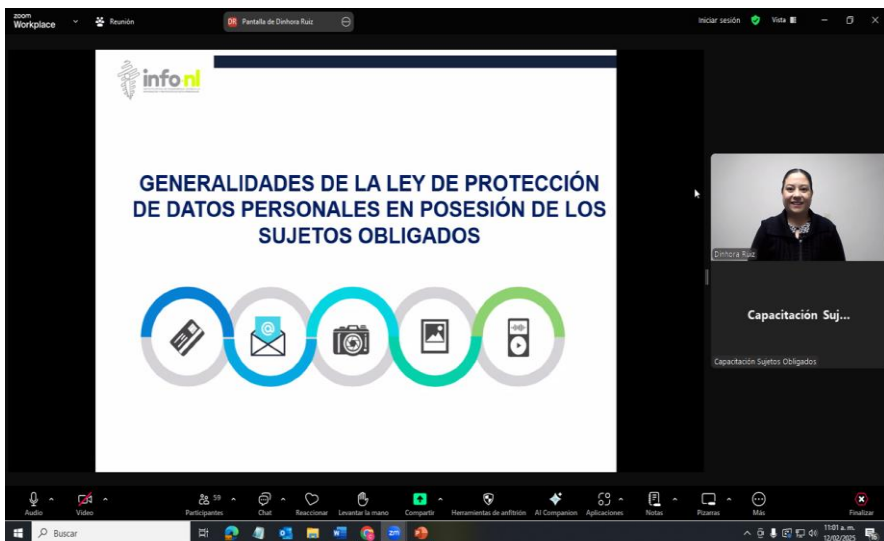 zoom
Workplace
Reunión
DR Pantalla de Dinhora Ruiz
Iniciar sesión
Vista
info nl
GENERALIDADES DE LA LEY DE PROTECCIÓN
DE DATOS PERSONALES EN POSESIÓN DE LOS
SUJETOS OBLIGADOS
@
Dinhora Ruiz
Capacitación Suj...
Capacitación Sujetos Obligados
59
Audio
Video
Participantes
Chat
Reaccionar
Levantar la mano
Compartir
Herramientas de anfitrión
AI Companion
Aplicaciones
Notas
Pizarras
Más
Finalizar
Buscar
zm
11:01 a. m.
12/02/2025